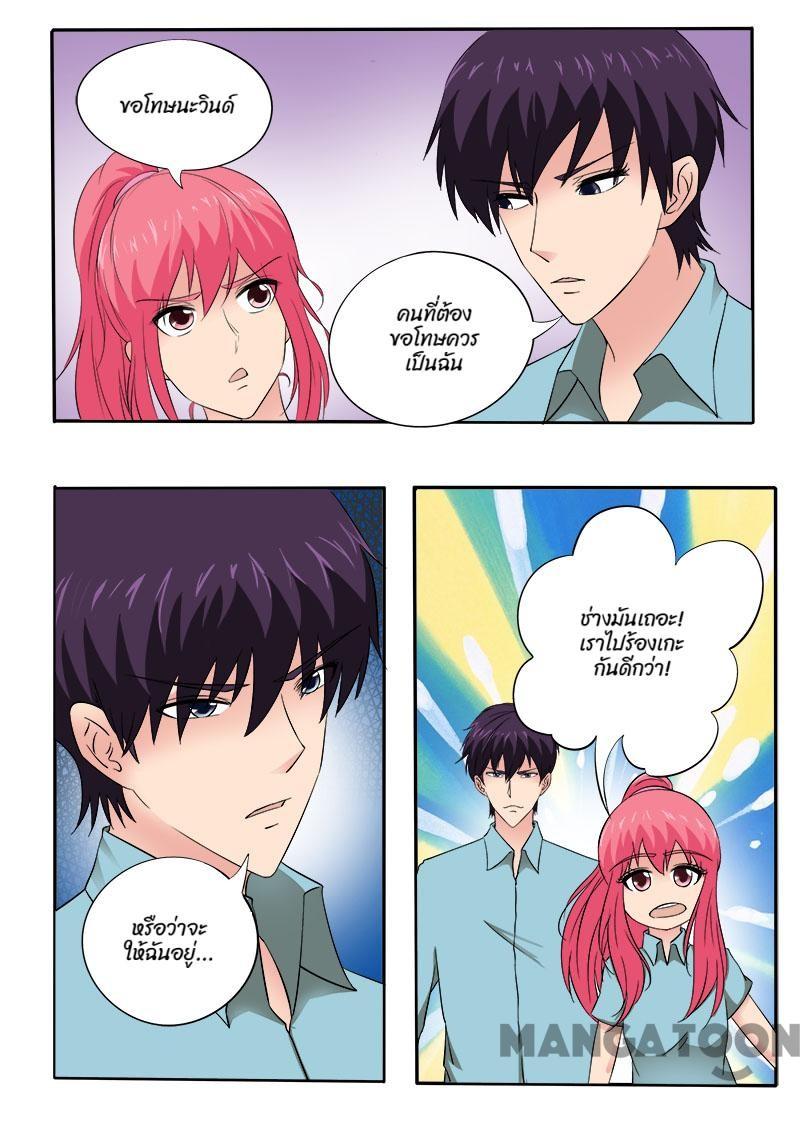 ขอโทษนะวินด์
คนที่ต้อง
ขอโทษควร
เป็นฉัน
หรือว่าจะ
ให้ฉันอยู่...
ช่างมันเถอะ!
เราไปร้องเกะ
กันดีกว่า!
MANGATOON